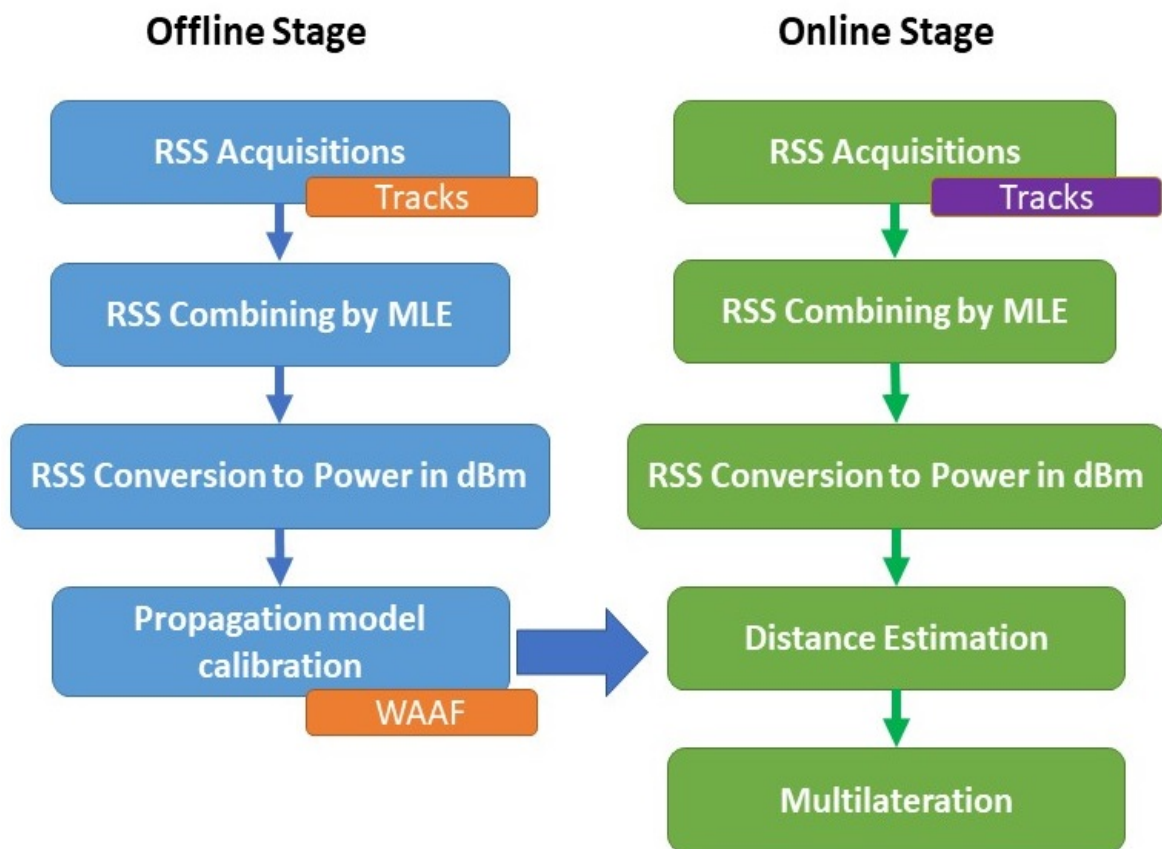 Offline Stage
RSS Acquisitions
Tracks
RSS Combining by MLE
RSS Conversion to Power in dBm
Propagation model
calibration
WAAF
Online Stage
RSS Acquisitions
Tracks
RSS Combining by MLE
RSS Conversion to Power in dBm
Distance Estimation
Multilateration